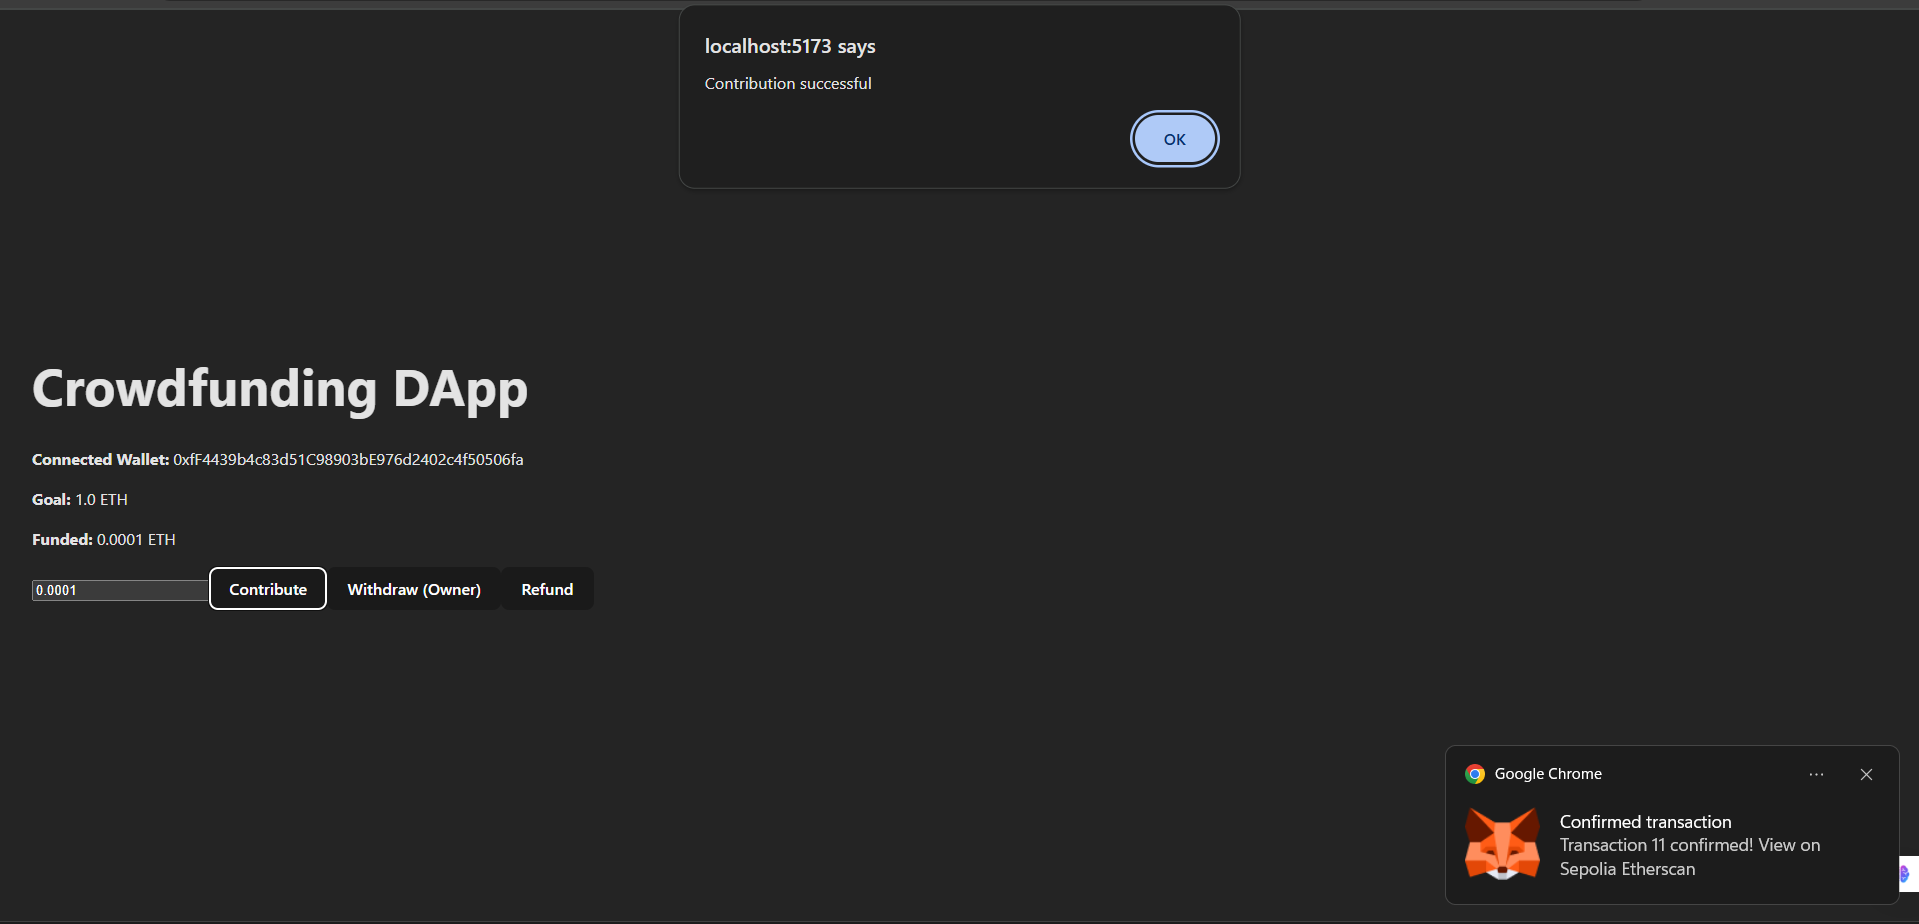 localhost:5173 says
Contribution successful
OK
Crowdfunding DApp
Connected Wallet: 0xfF4439b4c83d51C98903bE976d2402c4f50506fa
Goal: 1.0 ETH
Funded: 0.0001 ETH
0.0001 Contribute Withdraw (Owner) Refund
Google Chrome
Confirmed transaction
Transaction 11 confirmed! View on
Sepolia Etherscan